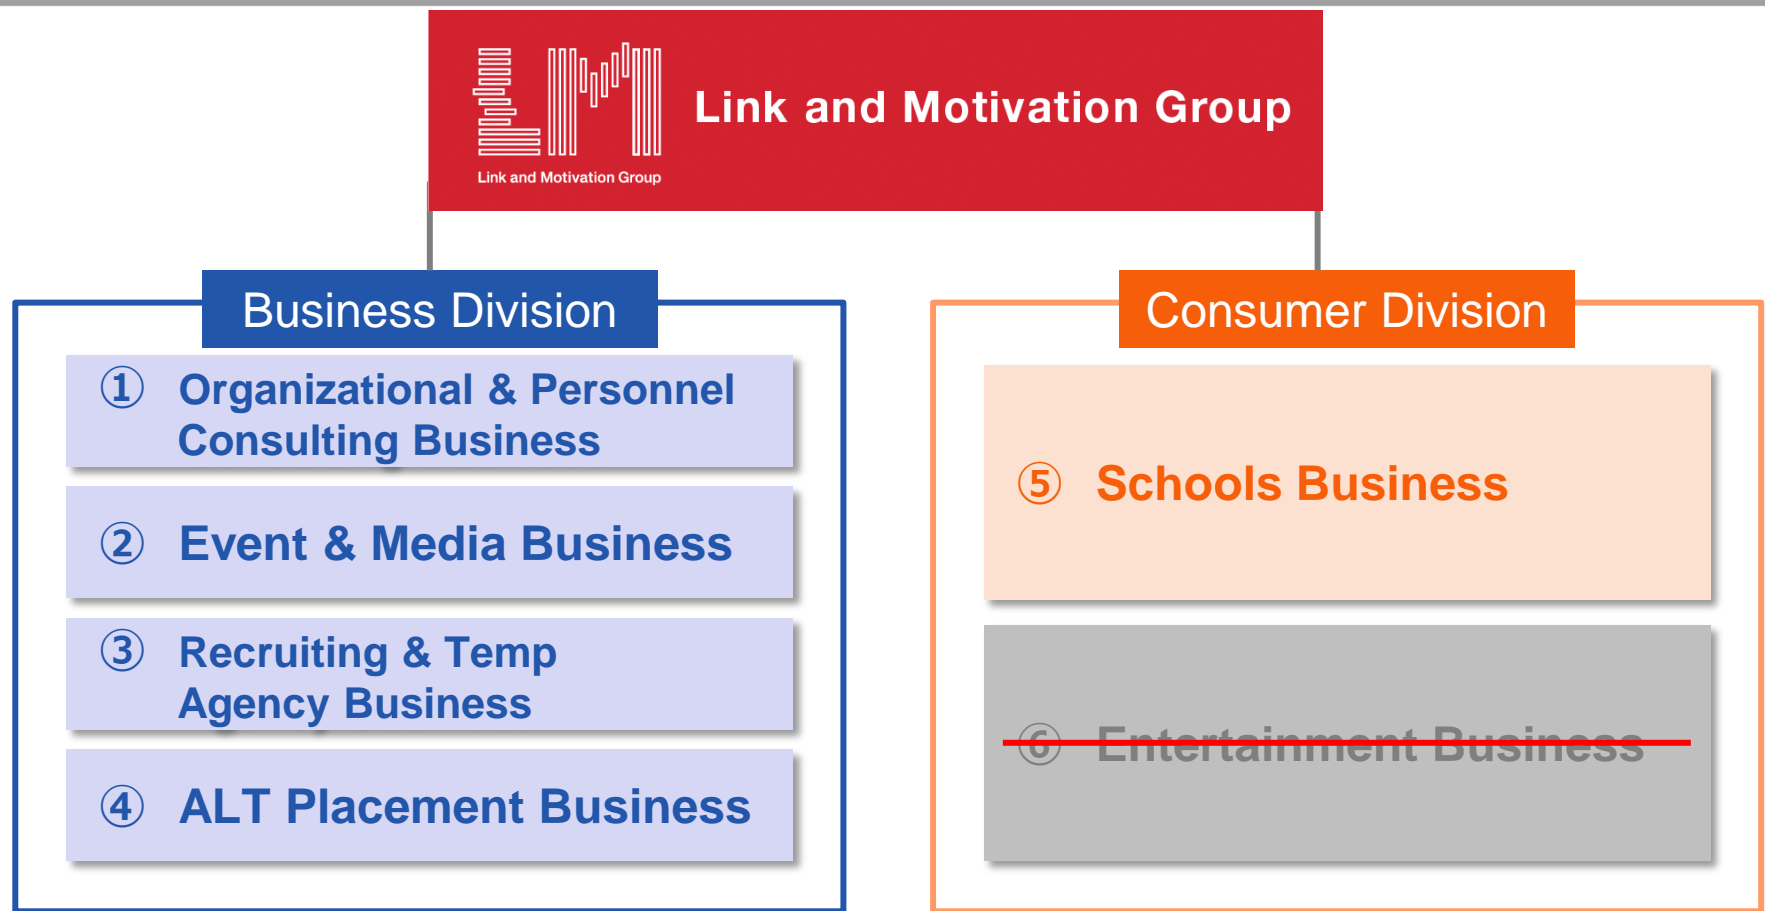 Link and Motivation Group
Link and Motivation Group
Business Division
① Organizational & Personnel
Consulting Business
② Event & Media Business
③ Recruiting & Temp
Agency Business
④ ALT Placement Business
Consumer Division
⑤ Schools Business
⑥ Entertainment Business